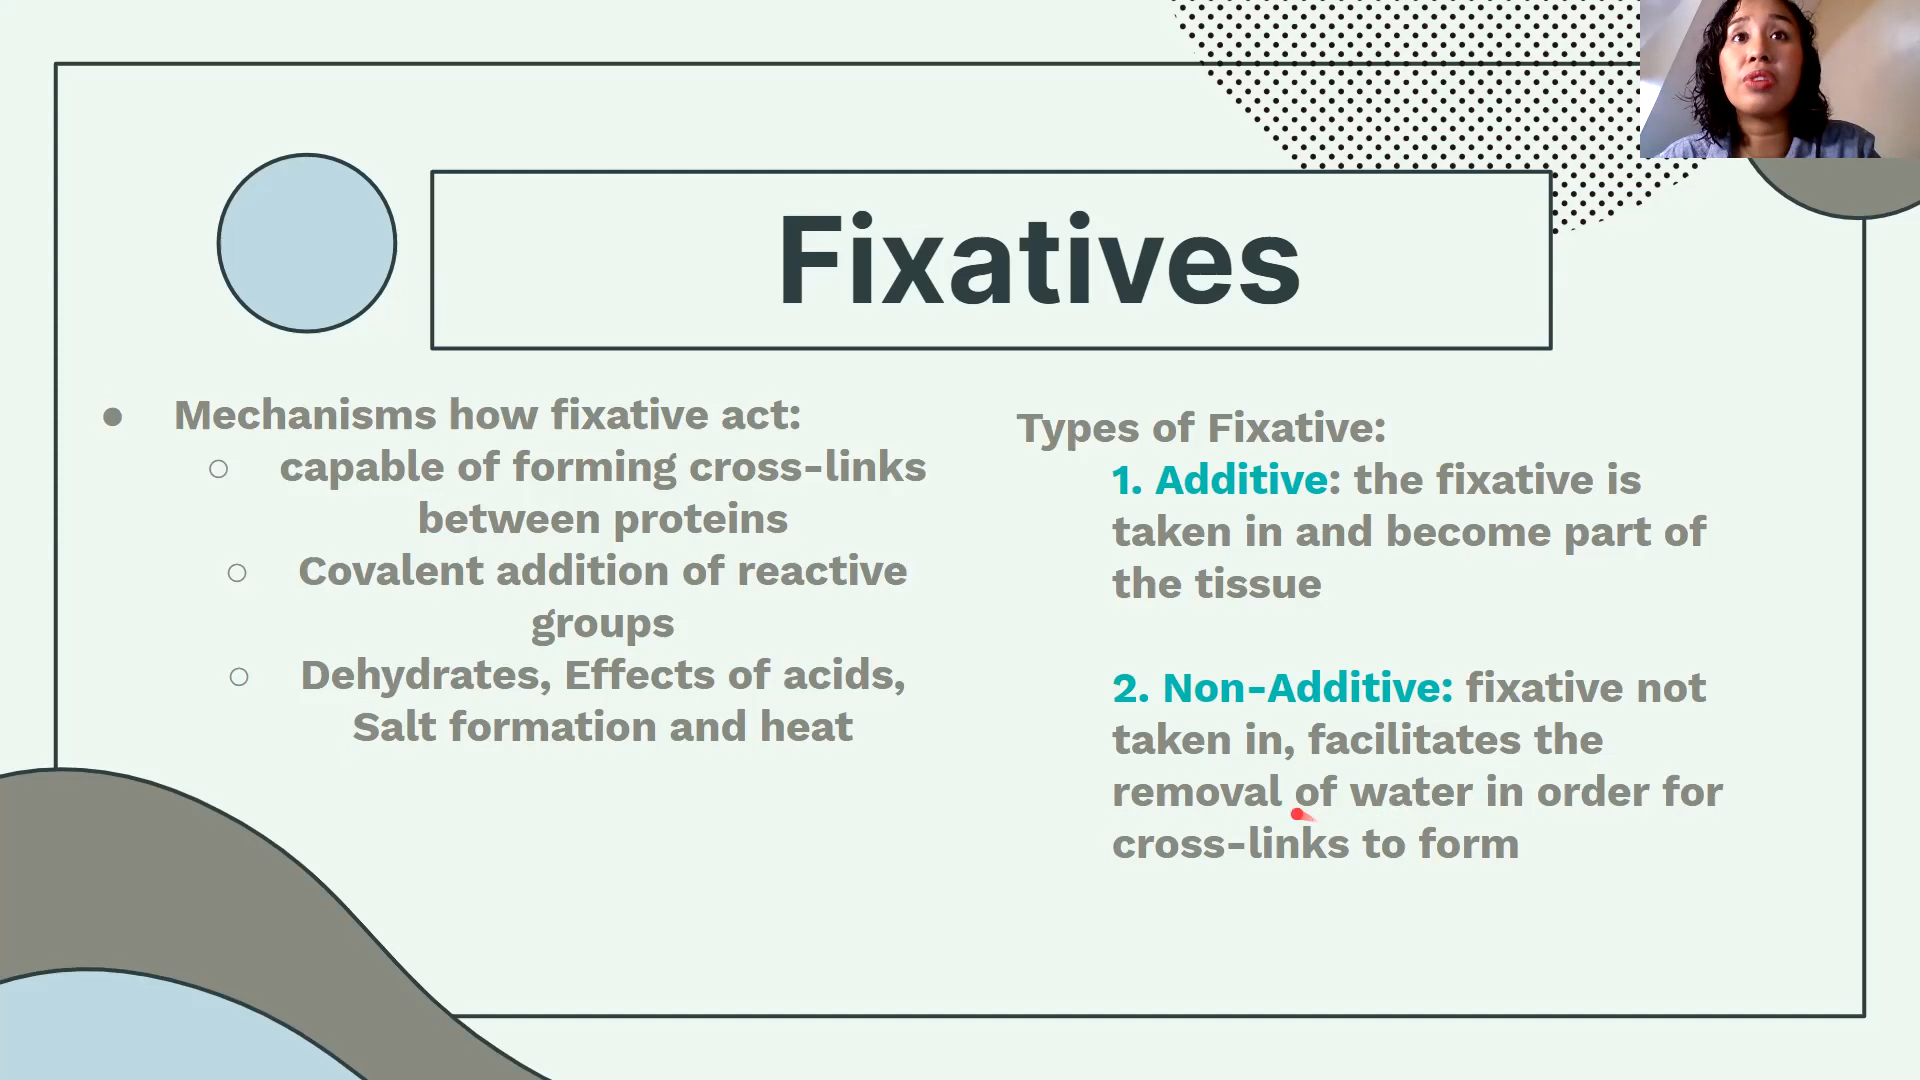 Fixatives
● Mechanisms how fixative act:
○ capable of forming cross-links
between proteins
○ Covalent addition of reactive
groups
○ Dehydrates, Effects of acids,
Salt formation and heat
Types of Fixative:
1. Additive: the fixative is
taken in and become part of
the tissue
2. Non-Additive: fixative not
taken in, facilitates the
removal of water in order for
cross-links to form